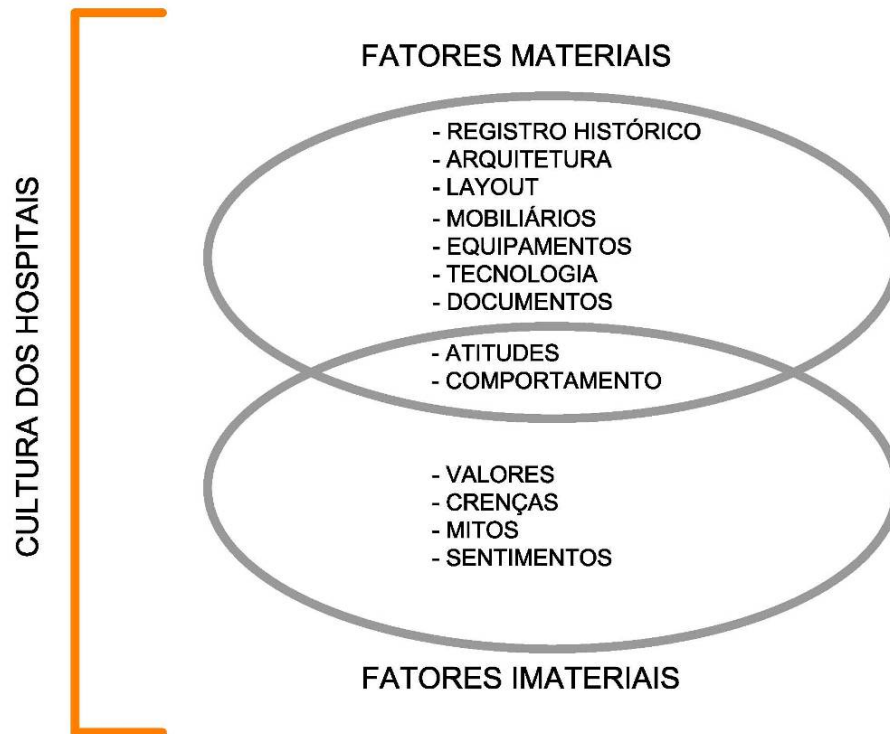 CULTURA DOS HOSPITAIS
FATORES MATERIAIS
- REGISTRO HISTÓRICO
- ARQUITETURA
- LAYOUT
- MOBILIÁRIOS
- EQUIPAMENTOS
- TECNOLOGIA
- DOCUMENTOS
- ATITUDES
- COMPORTAMENTO
- VALORES
- CRENÇAS
- MITOS
- SENTIMENTOS
FATORES IMATERIAIS